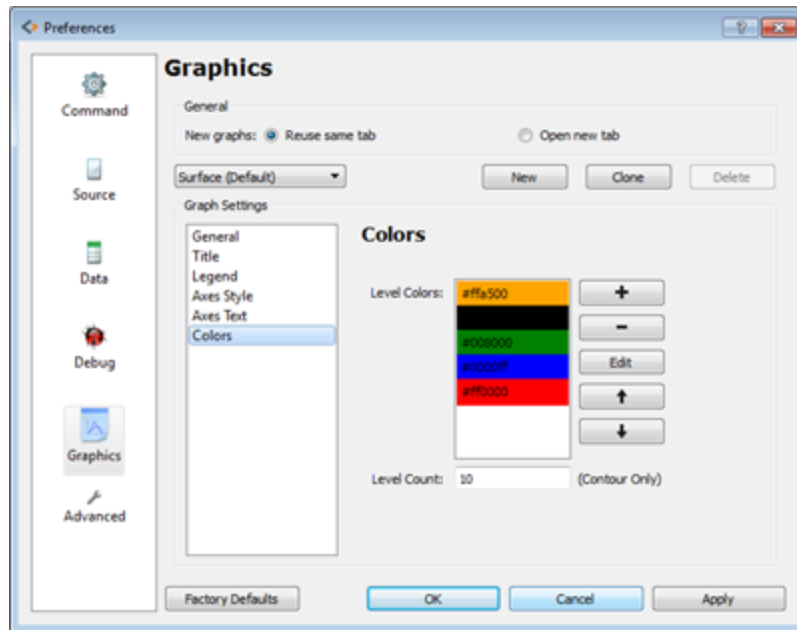 Preferences
Graphics
Command
General
New graphs: Reuse same tab Open new tab
Source
Surface (Default) New Clone Delete
Graph Settings
Data
General
Title
Legend
Axes Style
Axes Text
Colors
Colors
Level Colors: #ffa500 + -
#008000
#0000ff Edit
#ff0000
Debug
Graphics
Level Count: 10 (Contour Only)
Advanced
Factory Defaults OK Cancel Apply